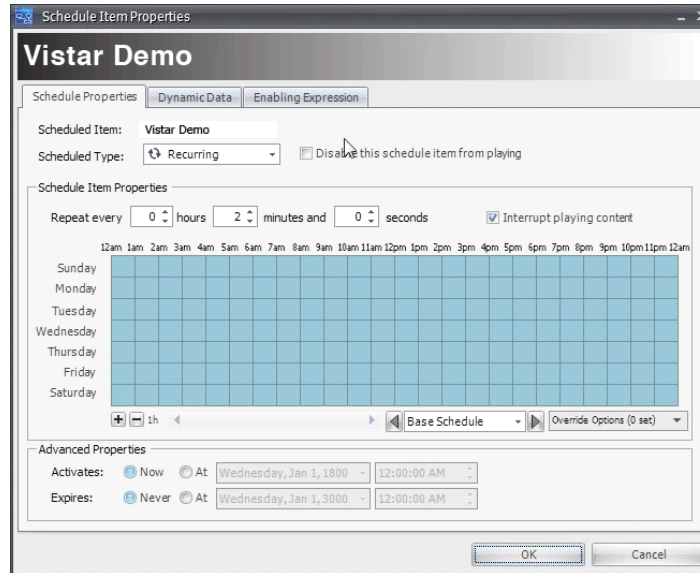 Schedule Item Properties
Vistar Demo
Schedule Properties Dynamic Data Enabling Expression
Scheduled Item: Vistar Demo
Scheduled Type: Recurring Disable this schedule item from playing
Schedule Item Properties
Repeat every 0 hours 2 minutes and 0 seconds Interrupt playing content
12am 1am 2am 3am 4am 5am 6am 7am 8am 9am 10am 11am 12pm 1pm 2pm 3pm 4pm 5pm 6pm 7pm 8pm 9pm 10pm 11pm 12am
Sunday
Monday
Tuesday
Wednesday
Thursday
Friday
Saturday
1h Base Schedule Override Options (0 set)
Advanced Properties
Activates: Now At Wednesday, Jan 1, 1800 12:00:00 AM
Expires: Never At Wednesday, Jan 1, 3000 12:00:00 AM
OK Cancel